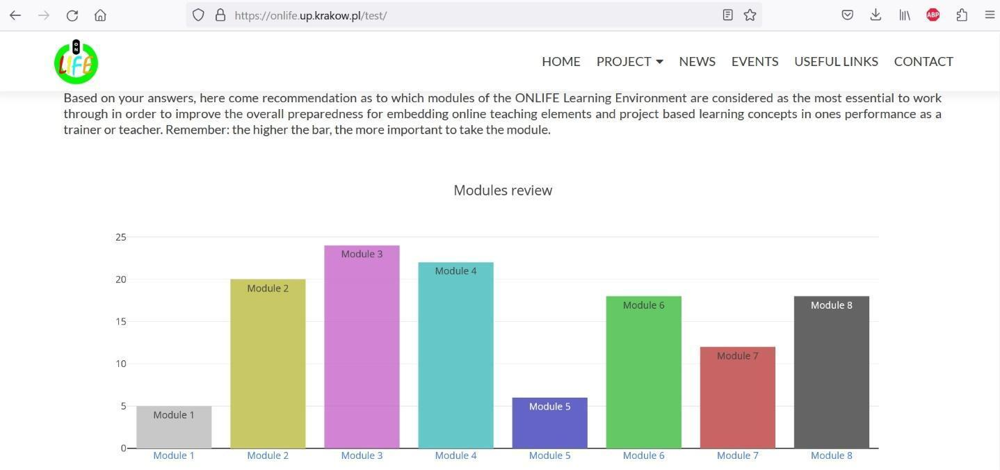 https://onlife.up.krakow.pl/test/
ABP
ON
LIFE
HOME PROJECT NEWS EVENTS USEFUL LINKS CONTACT
Based on your answers, here come recommendation as to which modules of the ONLIFE Learning Environment are considered as the most essential to work
through in order to improve the overall preparedness for embedding online teaching elements and project based learning concepts in ones performance as a
trainer or teacher. Remember: the higher the bar, the more important to take the module.
Modules review
25
20
15
10
5
0
Module 1
Module 2
Module 3
Module 4
Module 5
Module 6
Module 7
Module 8
Module 1 Module 2 Module 3 Module 4 Module 5 Module 6 Module 7 Module 8